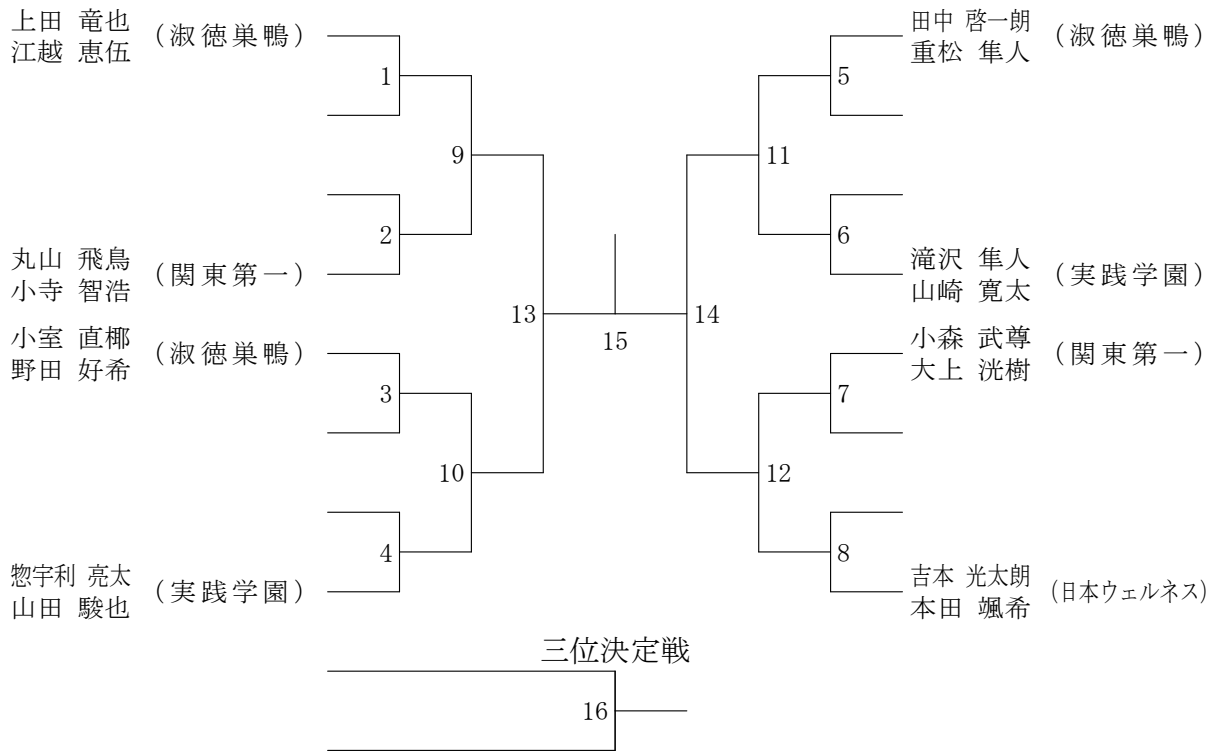 上田 竜也
江越 恵伍
(淑徳巣鴨)
1
9
2
丸山 飛鳥
小寺 智浩
(関東第一)
13
小室 直椰
野田 好希
(淑徳巣鴨)
3
10
4
惣宇利 亮太
山田 駿也
(実践学園)
15
田中 啓一朗
重松 隼人
(淑徳巣鴨)
5
11
6
滝沢 隼人
山崎 寛太
(実践学園)
14
小森 武尊
大上 洸樹
(関東第一)
7
12
8
吉本 光太朗
本田 颯希
(日本ウェルネス)
三位決定戦
16